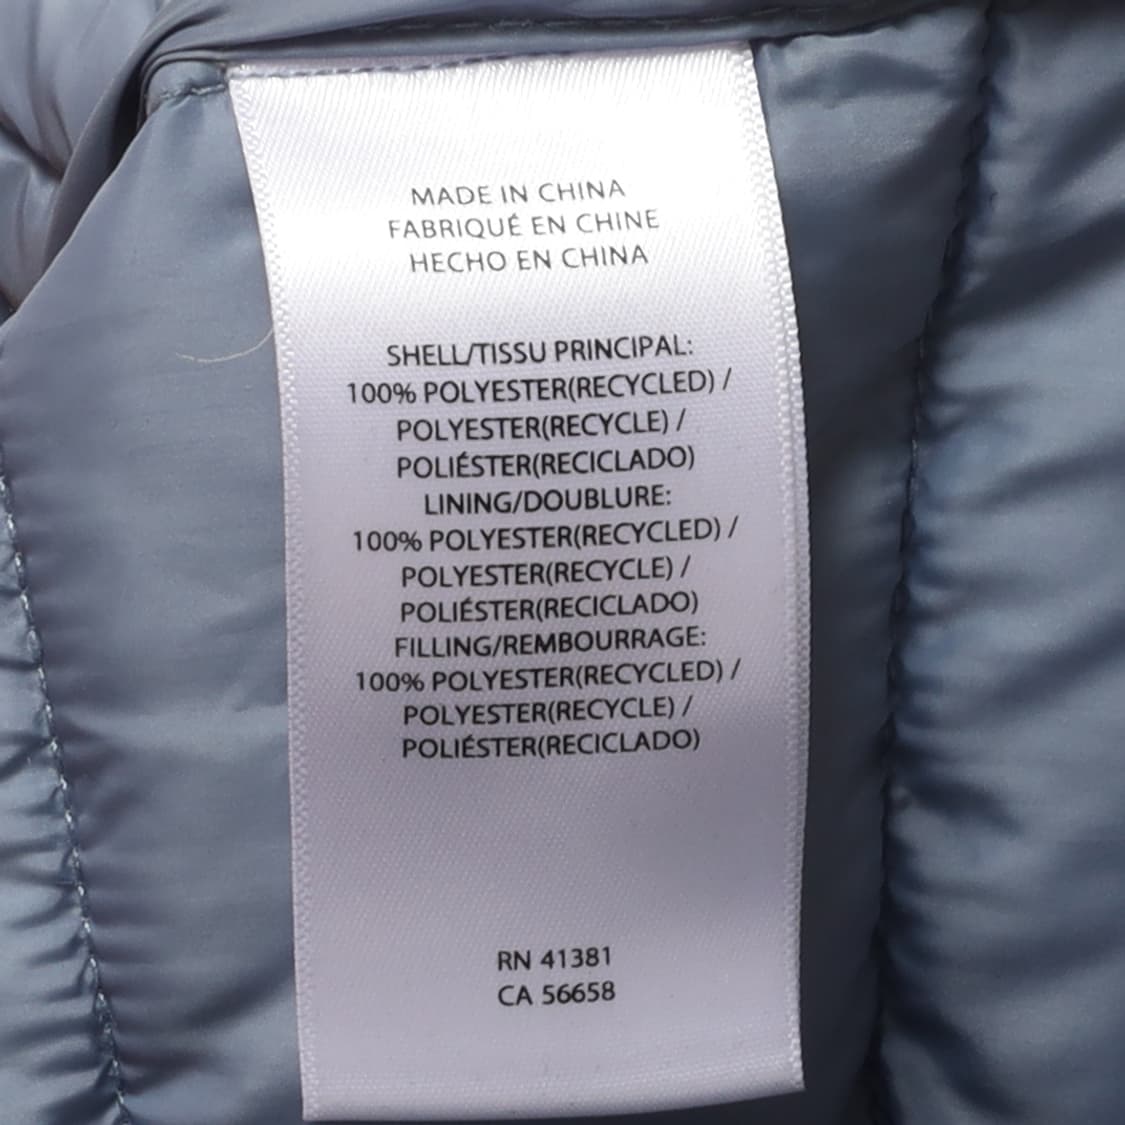 MADE IN CHINA
FABRIQUÉ EN CHINE
HECHO EN CHINA
SHELL/TISSU PRINCIPAL:
100% POLYESTER(RECYCLED) /
POLYESTER(RECYCLE) /
POLIÉSTER(RECICLADO)
LINING/DOUBLURE:
100% POLYESTER(RECYCLED) /
POLYESTER(RECYCLE) /
POLIÉSTER(RECICLADO)
FILLING/REMBOURRAGE:
100% POLYESTER(RECYCLED) /
POLYESTER(RECYCLE) /
POLIÉSTER(RECICLADO)
RN 41381
CA 56658